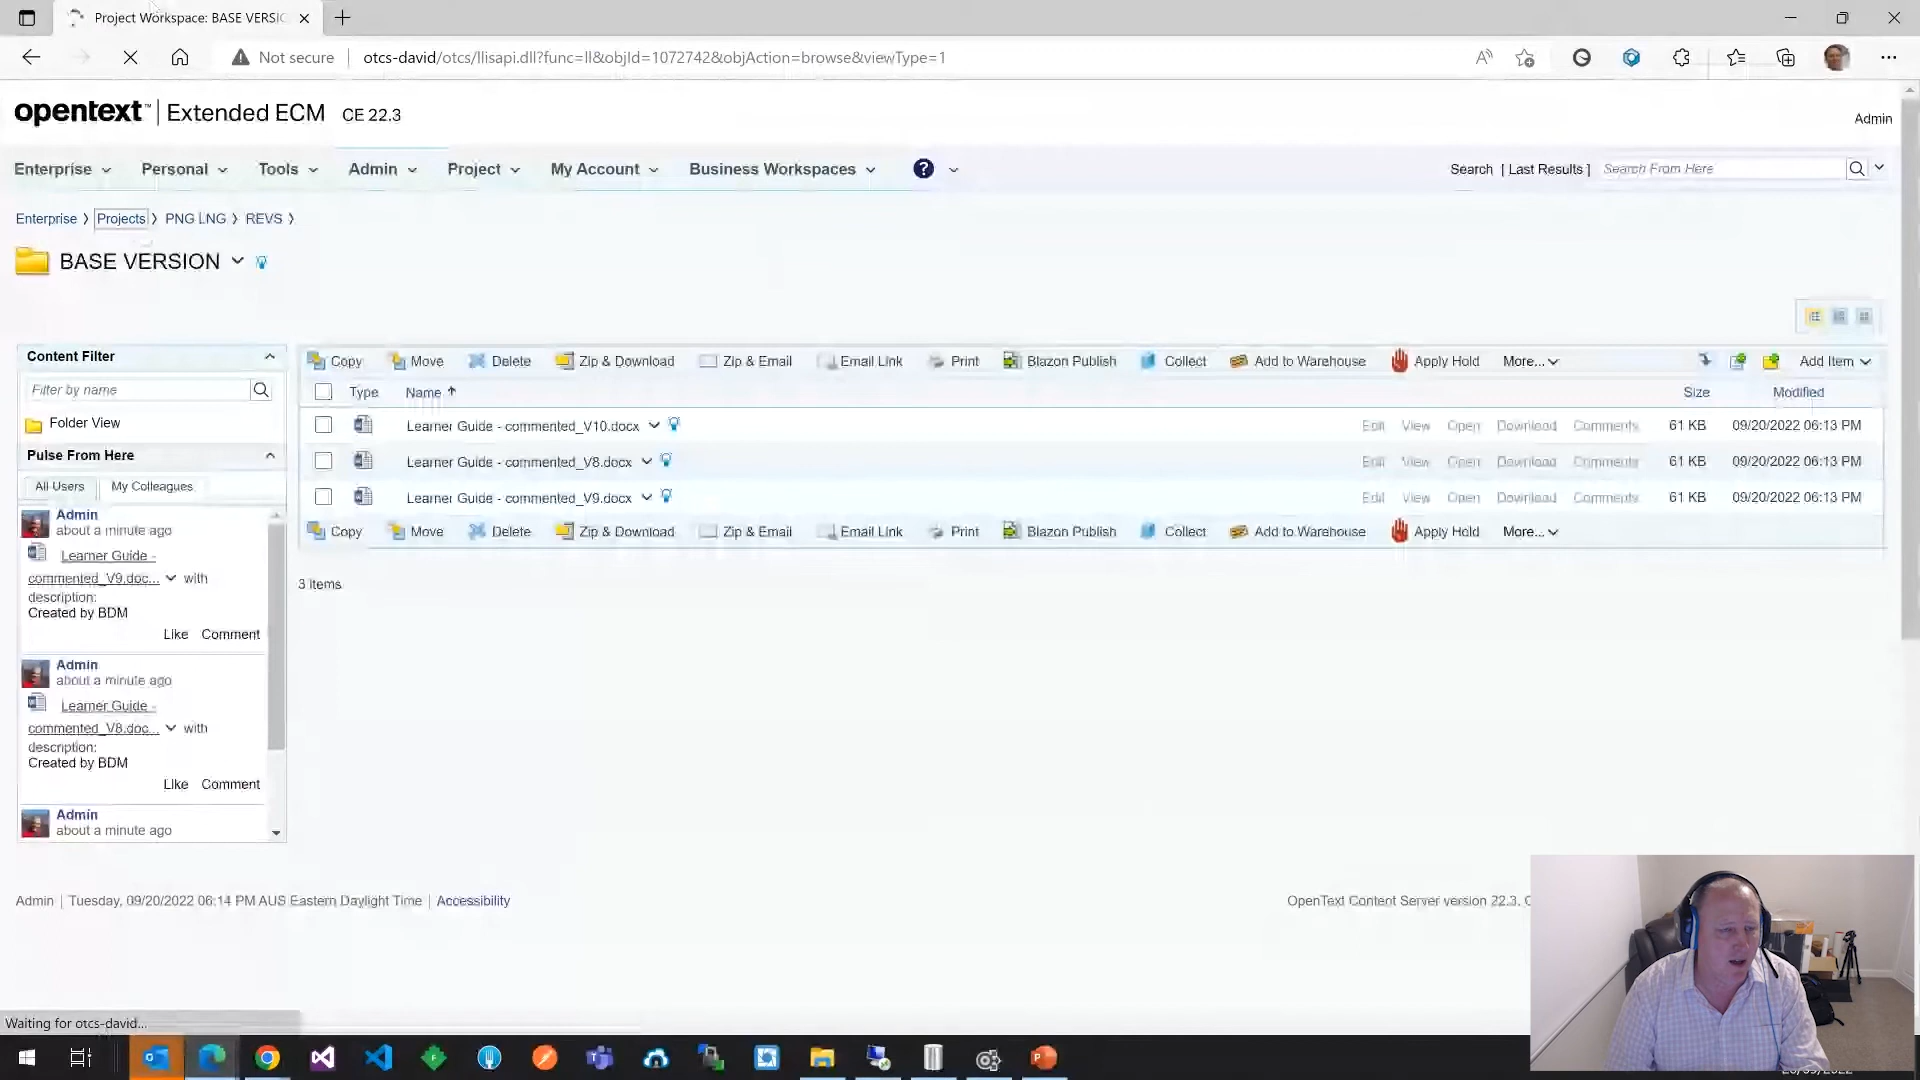 Project Workspace: BASE VERSIO
Not secure
otcs-david/otcs/llisapi.dll?func=ll&objId=1072742&objAction=browse&viewType=1
opentext™ | Extended ECM CE 22.3
Admin
Enterprise Personal Tools Admin Project My Account Business Workspaces
Search [ Last Results ] Search From Here
Enterprise Projects PNG LNG REVS
BASE VERSION
Content Filter
Filter by name
Folder View
Pulse From Here
All Users My Colleagues
Admin
about a minute ago
Learner Guide -
commented_V9.doc... with
description:
Created by BDM
Like Comment
Admin
about a minute ago
Learner Guide -
commented_V8.doc... with
description:
Created by BDM
Like Comment
Admin
about a minute ago
Copy Move Delete Zip & Download Zip & Email Email Link Print Blazon Publish Collect Add to Warehouse Apply Hold More... Add Item
Type Name Size Modified
Learner Guide - commented_V10.docx Edit View Open Download Comments 61 KB 09/20/2022 06:13 PM
Learner Guide - commented_V8.docx Edit View Open Download Comments 61 KB 09/20/2022 06:13 PM
Learner Guide - commented_V9.docx Edit View Open Download Comments 61 KB 09/20/2022 06:13 PM
Copy Move Delete Zip & Download Zip & Email Email Link Print Blazon Publish Collect Add to Warehouse Apply Hold More...
3 Items
Admin | Tuesday, 09/20/2022 06:14 PM AUS Eastern Daylight Time | Accessibility
OpenText Content Server version 22.3.
Waiting for otcs-david...